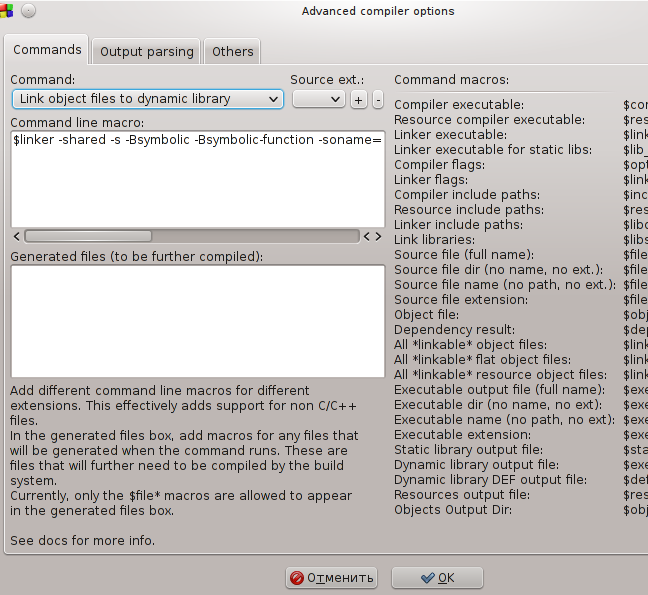 Advanced compiler options
Commands
Output parsing
Others
Command:
Source ext.:
Link object files to dynamic library
+
-
Command line macro:
$linker -shared -s -Bsymbolic -Bsymbolic-function -soname=
Generated files (to be further compiled):
Add different command line macros for different
extensions. This effectively adds support for non C/C++
files.
In the generated files box, add macros for any files that
will be generated when the command runs. These are
files that will further need to be compiled by the build
system.
Currently, only the $file* macros are allowed to appear
in the generated files box.
See docs for more info.
Command macros:
Compiler executable: $con
Resource compiler executable: $res
Linker executable: $link
Linker executable for static libs: $lib_
Compiler flags: $opt
Linker flags: $link
Compiler include paths: $inc
Resource include paths: $res
Linker include paths: $libd
Link libraries: $libs
Source file (full name): $file
Source file dir (no name, no ext.): $file
Source file name (no path, no ext.): $file
Source file extension: $file
Object file: $obj
Dependency result: $dep
All *linkable* object files: $link
All *linkable* flat object files: $link
All *linkable* resource object files: $link
Executable output file (full name): $exe
Executable dir (no name, no ext): $exe
Executable name (no path, no ext): $exe
Executable extension: $exe
Static library output file: $sta
Dynamic library output file: $exe
Dynamic library DEF output file: $def
Resources output file: $res
Objects Output Dir: $obj
Отменить
OK